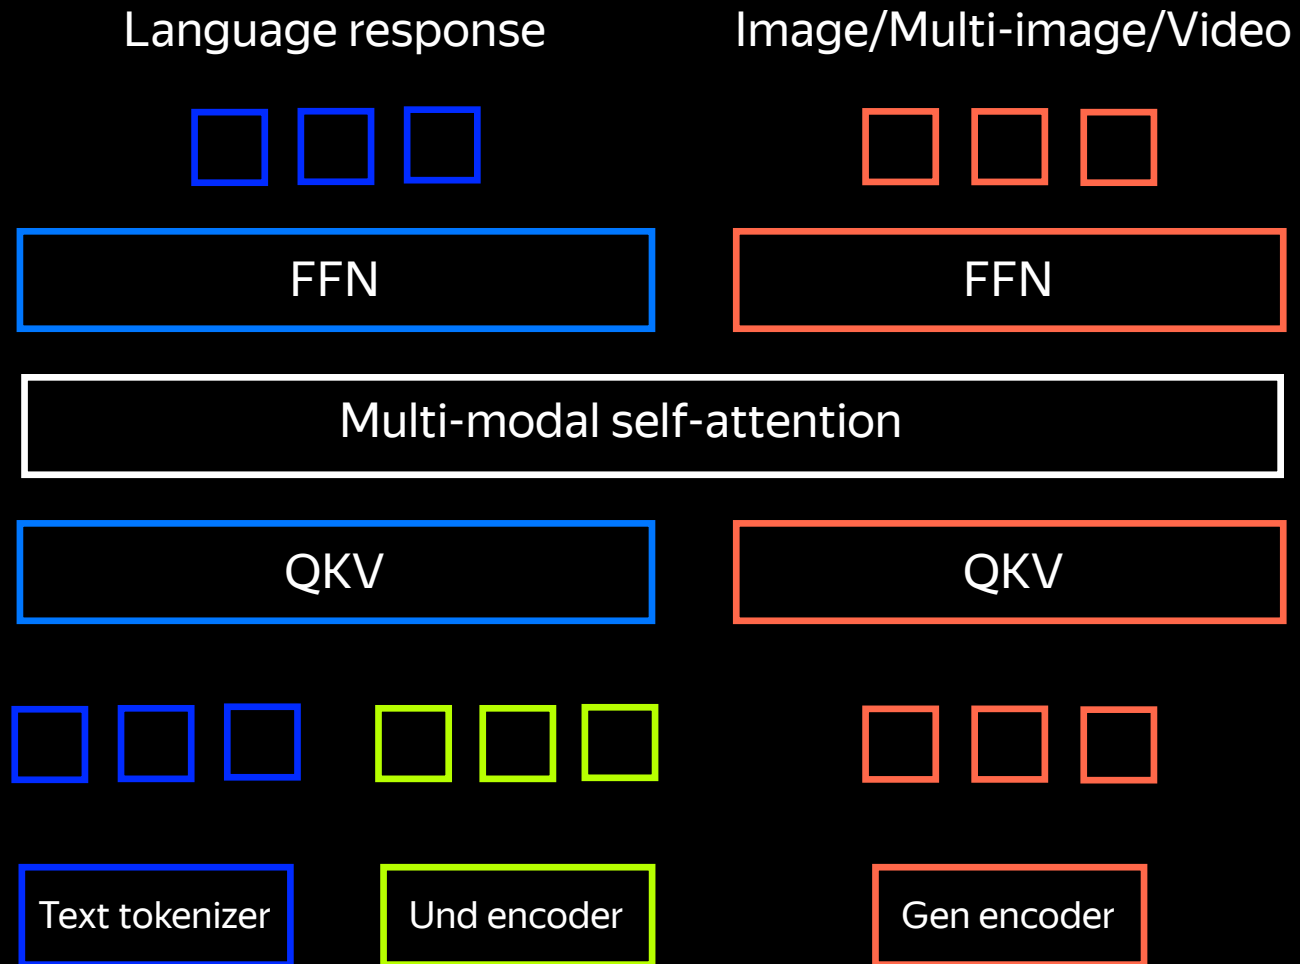 Language response
Image/Multi-image/Video
FFN
FFN
Multi-modal self-attention
QKV
QKV
Text tokenizer
Und encoder
Gen encoder